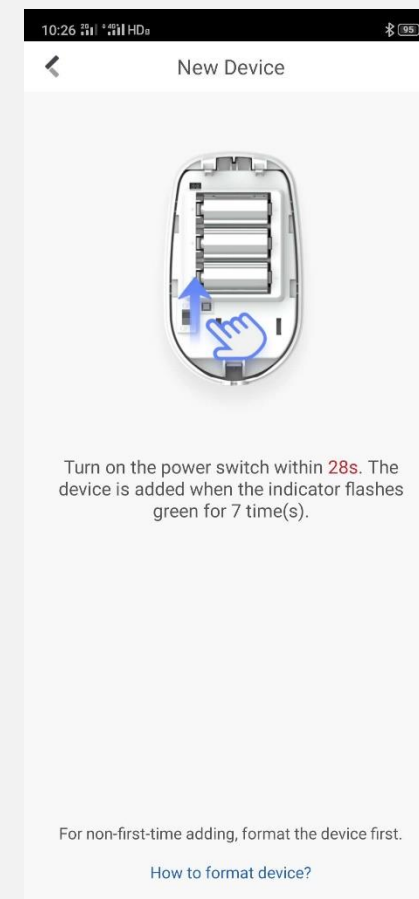 10:26 2G 4G HD
95
New Device
Turn on the power switch within 28s. The
device is added when the indicator flashes
green for 7 time(s).
For non-first-time adding, format the device first.
How to format device?